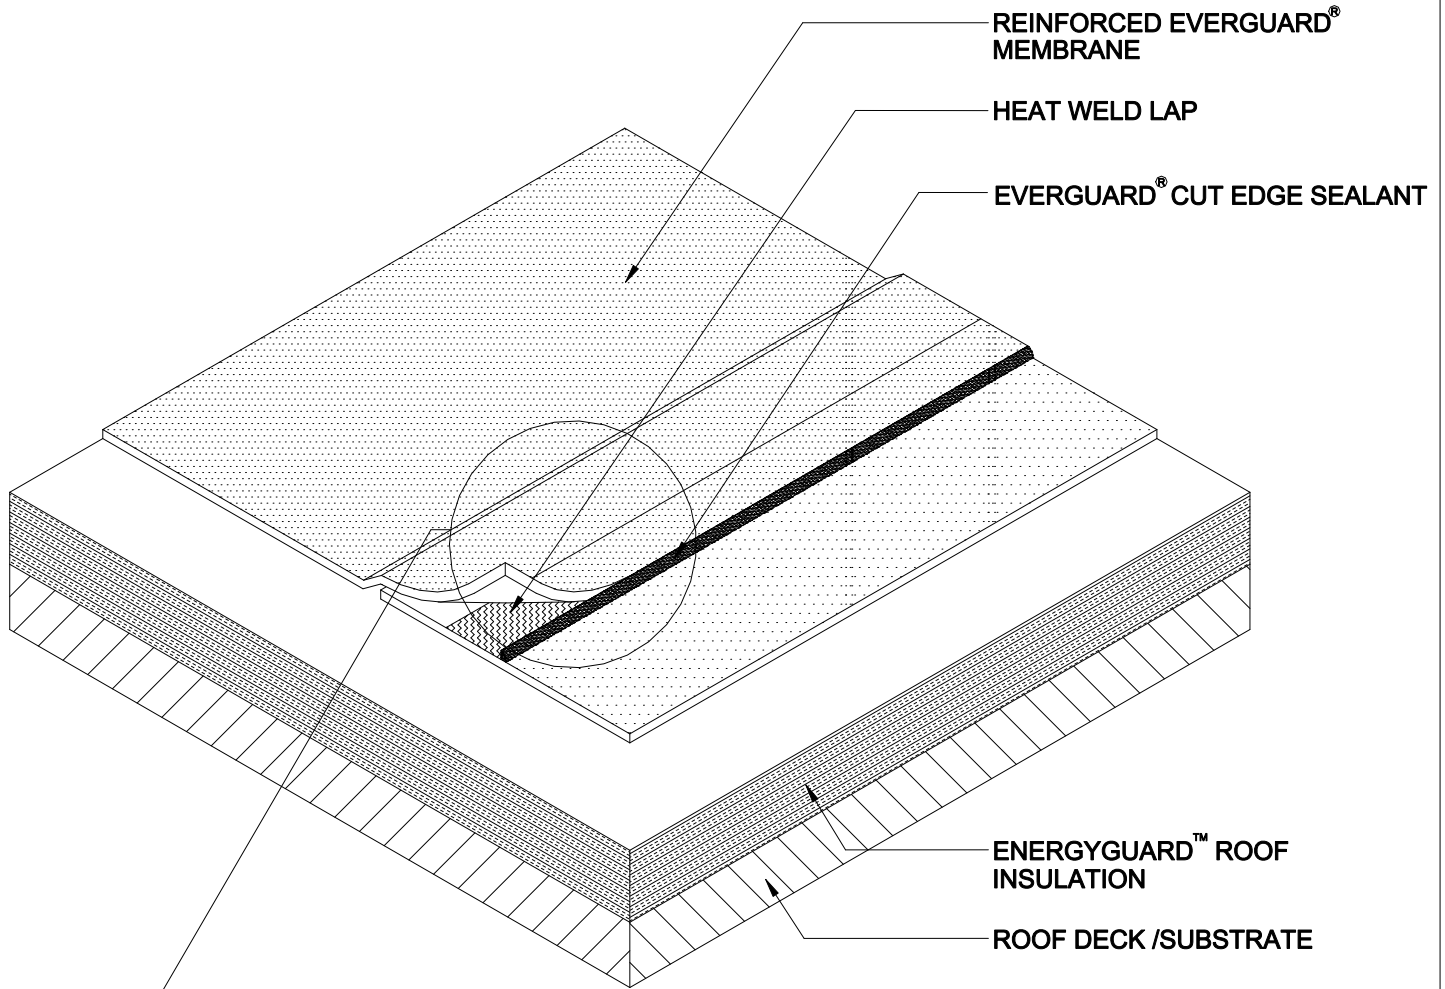 REINFORCED EVERGUARD®
MEMBRANE
HEAT WELD LAP
EVERGUARD® CUT EDGE SEALANT
ENERGYGUARD™ ROOF
INSULATION
ROOF DECK /SUBSTRATE